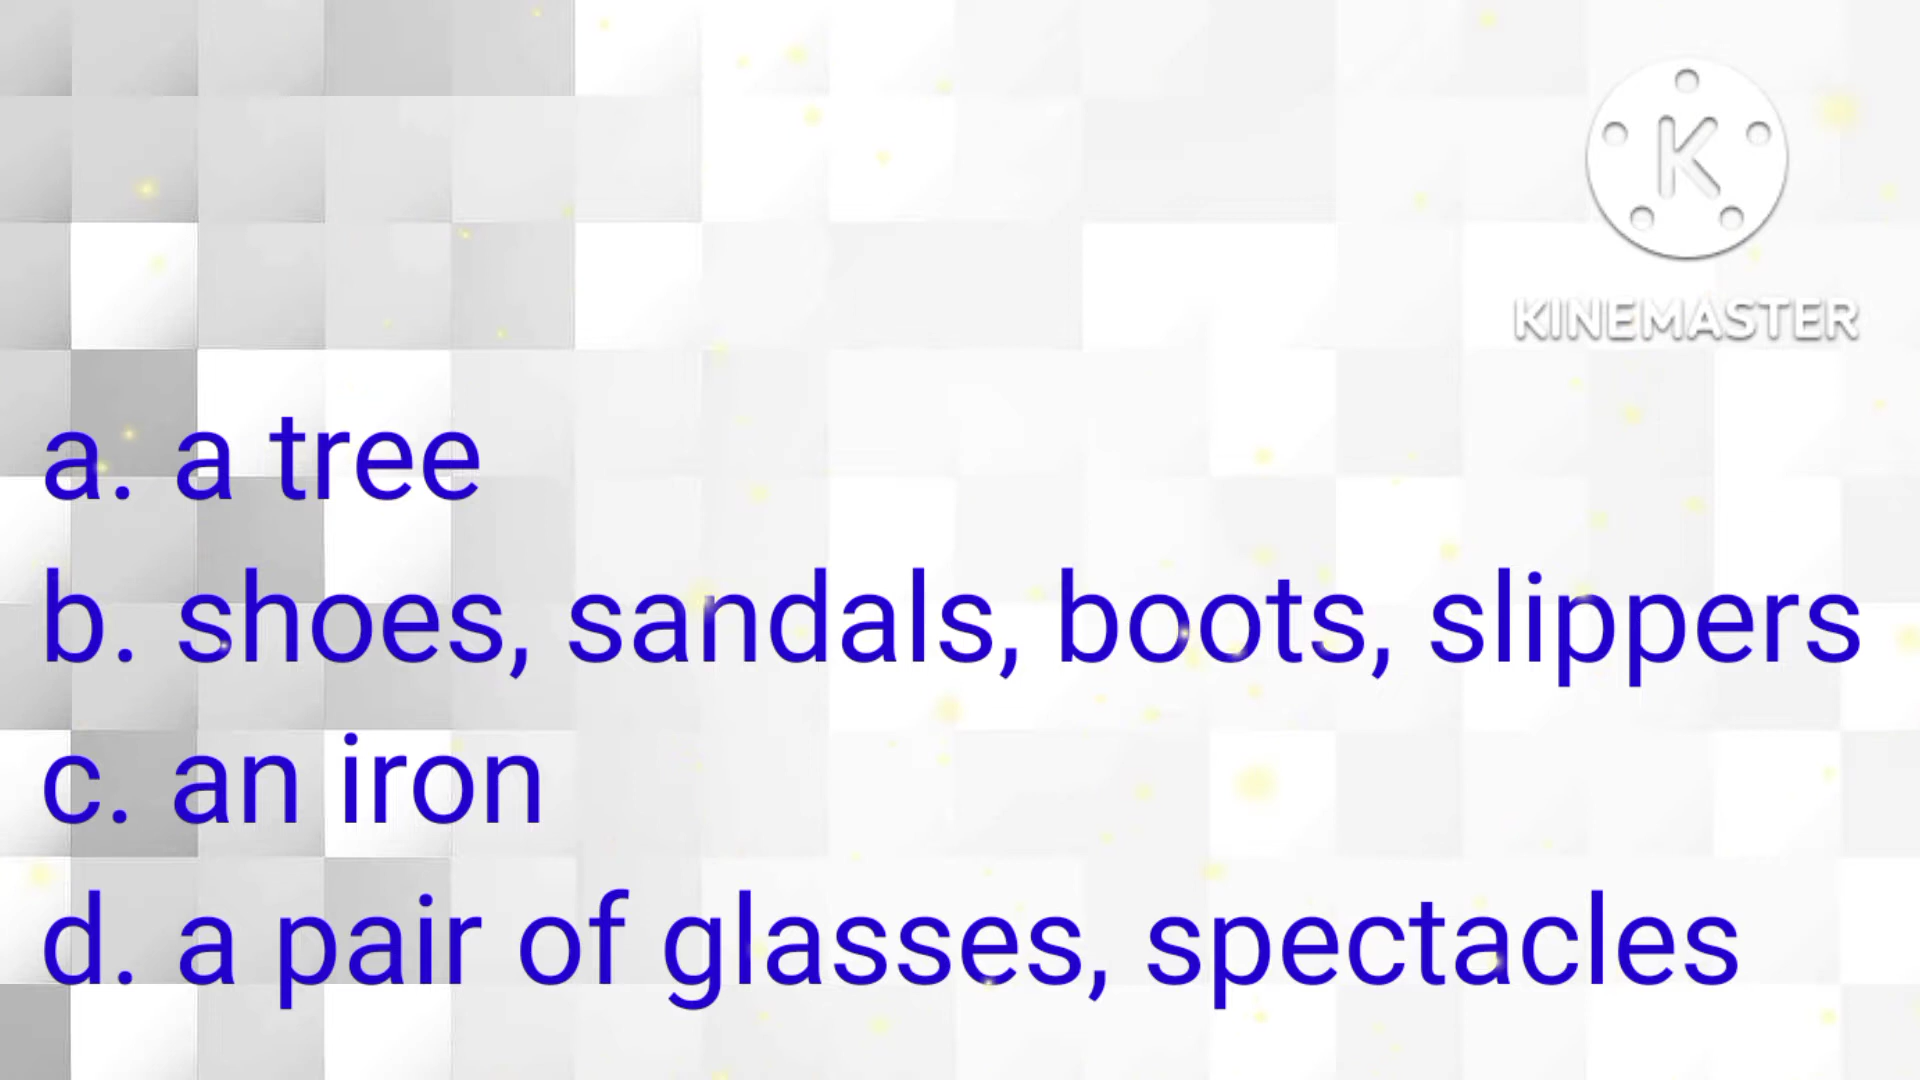 KINEMASTER
a. a tree
b. shoes, sandals, boots, slippers
c. an iron
d. a pair of glasses, spectacles